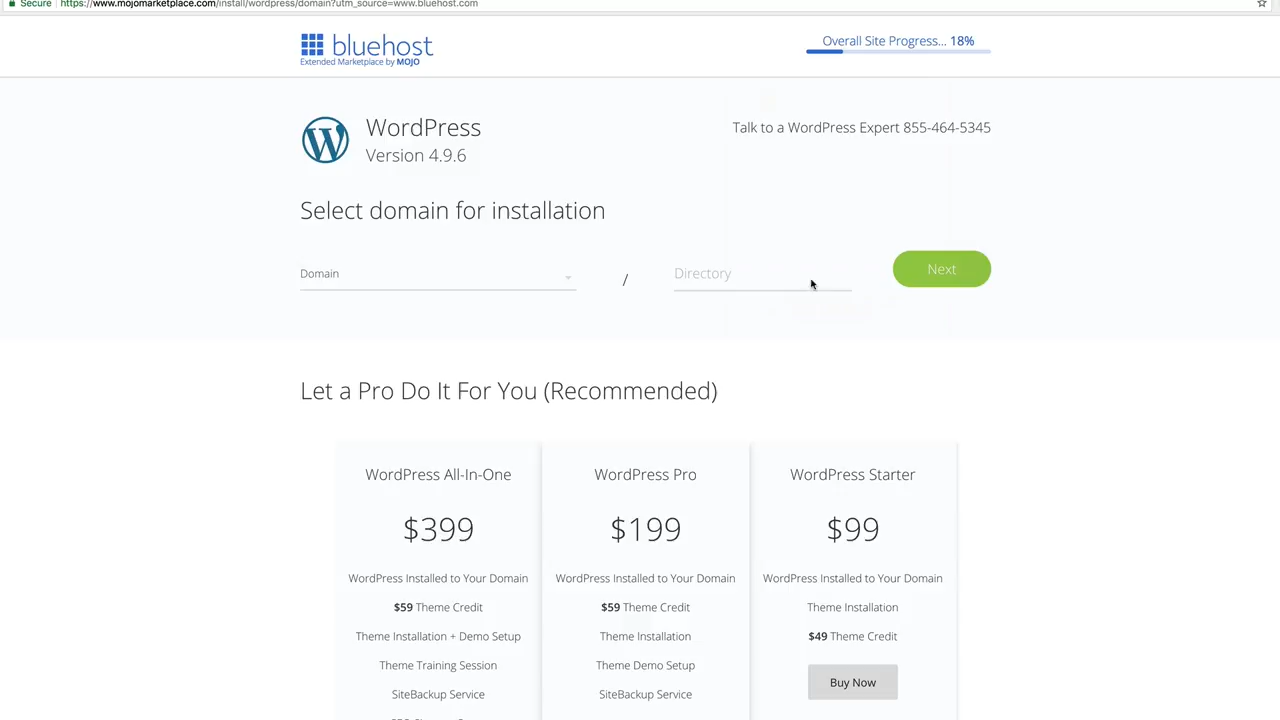 Secure https://www.mojomarketplace.com/install/wordpress/domain?utm_source=www.bluehost.com
bluehost
Extended Marketplace by MOJO
Overall Site Progress... 18%
WordPress
Version 4.9.6
Talk to a WordPress Expert 855-464-5345
Select domain for installation
Domain / Directory Next
Let a Pro Do It For You (Recommended)
WordPress All-In-One
$399
WordPress Installed to Your Domain
$59 Theme Credit
Theme Installation + Demo Setup
Theme Training Session
SiteBackup Service
WordPress Pro
$199
WordPress Installed to Your Domain
$59 Theme Credit
Theme Installation
Theme Demo Setup
SiteBackup Service
WordPress Starter
$99
WordPress Installed to Your Domain
Theme Installation
$49 Theme Credit
Buy Now